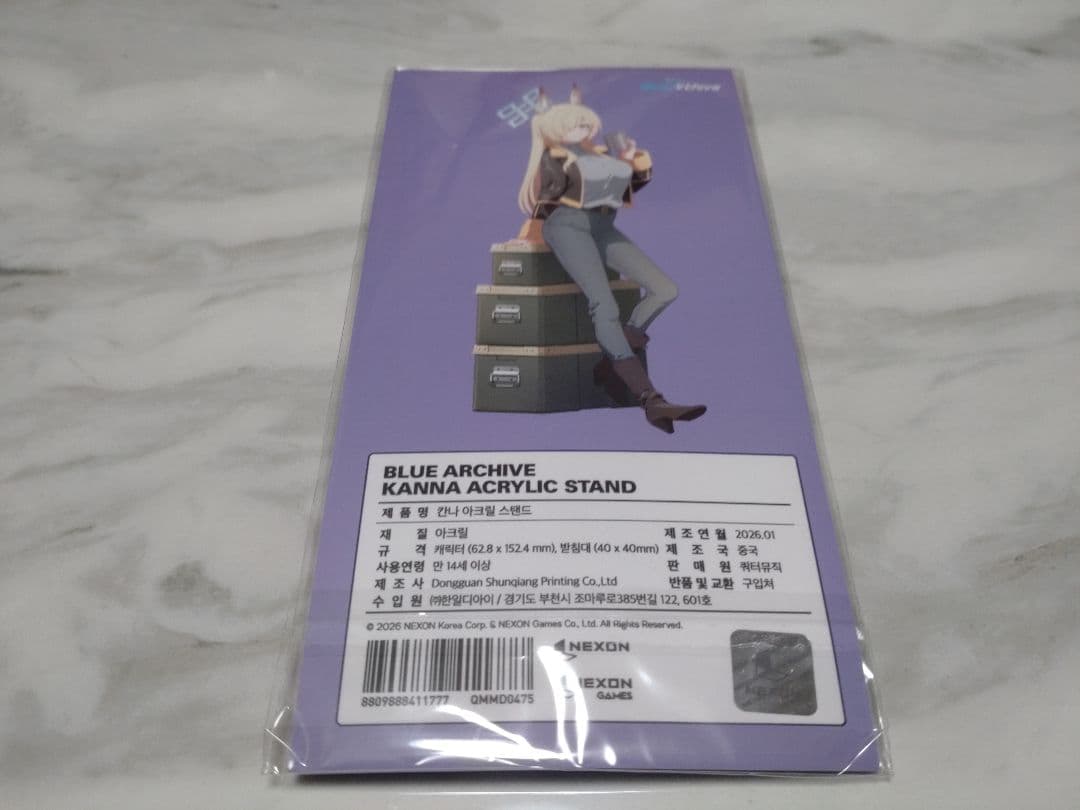 Blue Archive
BLUE ARCHIVE
KANNA ACRYLIC STAND
제 품 명 칸나 아크릴 스탠드
재 질 아크릴
제 조 연 월 2026.01
규 격 캐릭터 (62.8 x 152.4 mm), 받침대 (40 x 40mm)
제 조 국 중국
사용연령 만 14세 이상
판 매 원 쿼터뮤직
제 조 사 Dongguan Shunqiang Printing Co.,Ltd
반품 및 교환 구입처
수 입 원 ㈜한일디아이 / 경기도 부천시 조마루로385번길 122, 601호
© 2026 NEXON Korea Corp. & NEXON Games Co., Ltd. All Rights Reserved.
NEXON
NEXON
GAMES
NEXON
8809888411777 QMMD0475